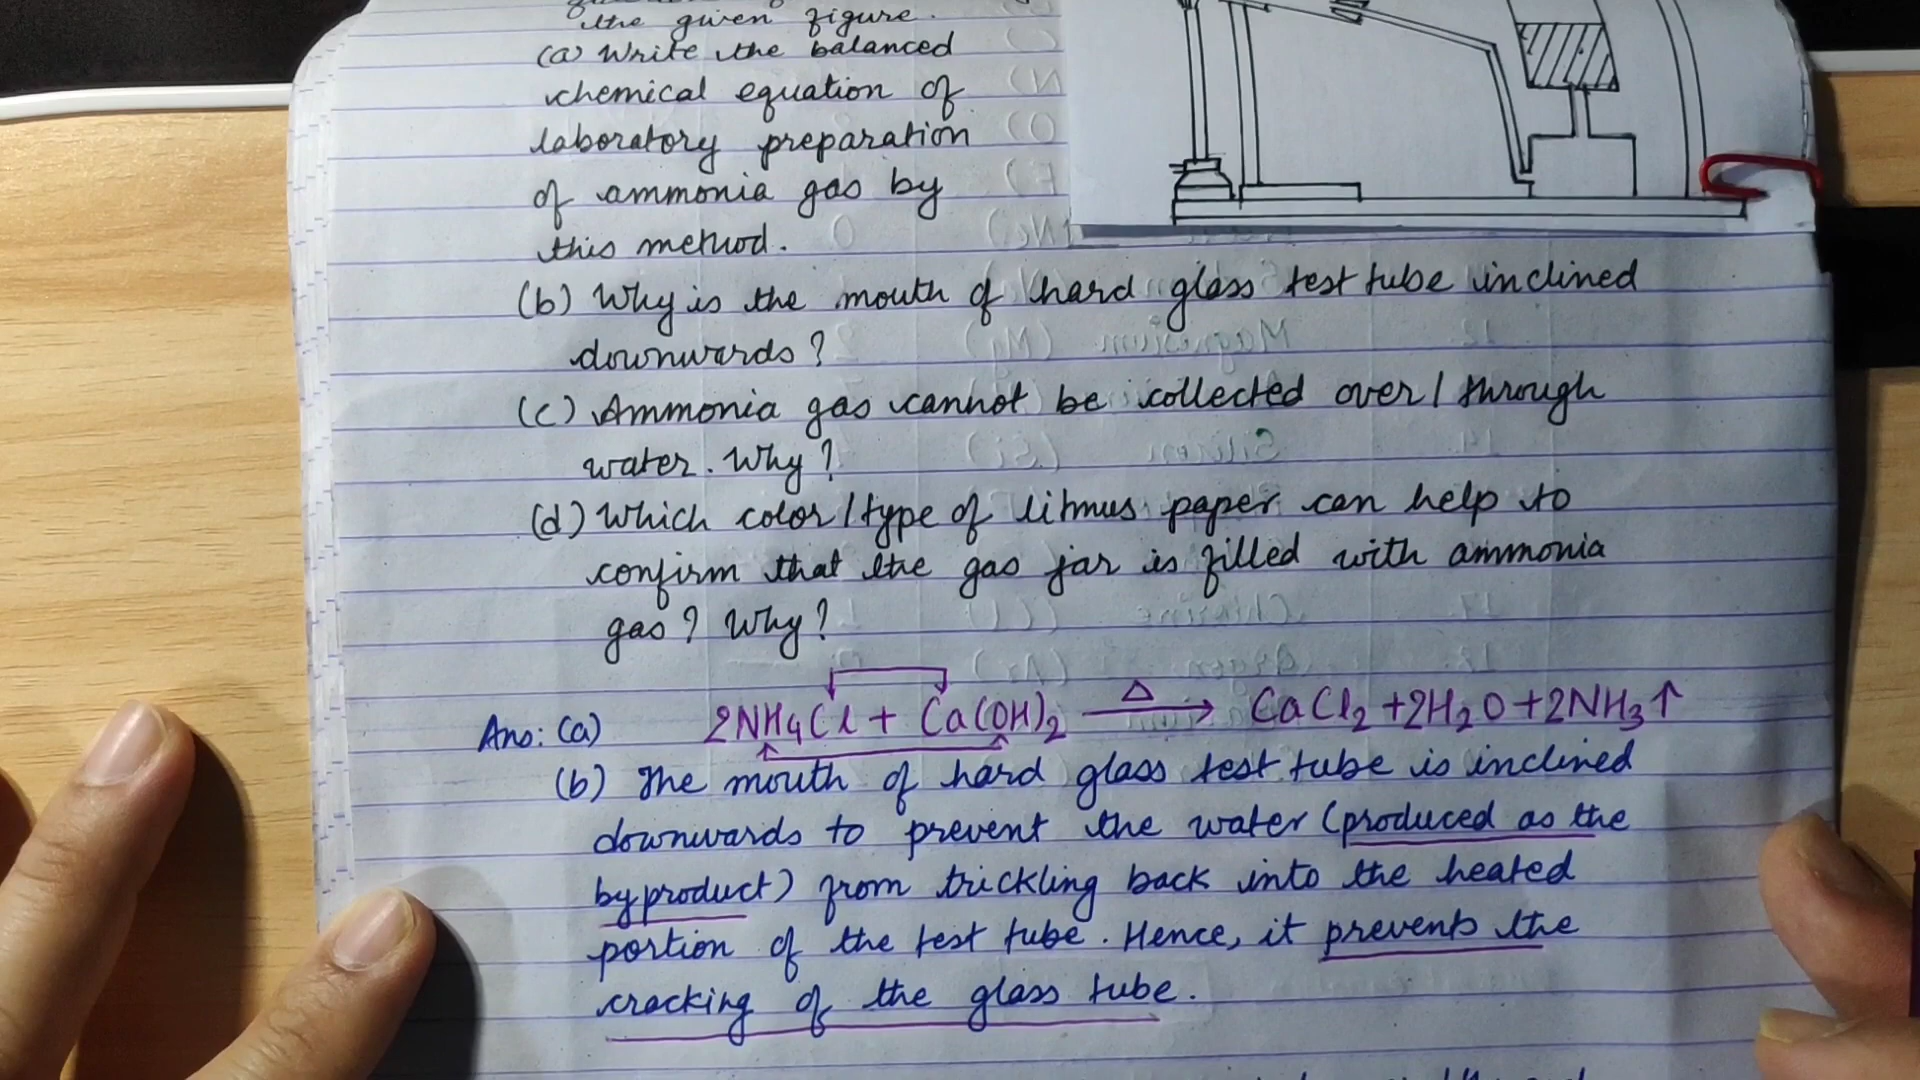 the given figure.
(a) Write the balanced
chemical equation of
laboratory preparation
of ammonia gas by
this method.
(b) Why is the mouth of hard glass test tube inclined
downwards?
(c) Ammonia gas cannot be collected over/through
water. Why?
(d) Which color/type of litmus paper can help to
confirm that the gas jar is filled with ammonia
gas? Why?
Ans: (a) 2NH4Cl + Ca(OH)2 Δ→ CaCl2 + 2H2O + 2NH3↑
(b) The mouth of hard glass test tube is inclined
downwards to prevent the water (produced as the
byproduct) from trickling back into the heated
portion of the test tube. Hence, it prevents the
cracking of the glass tube.